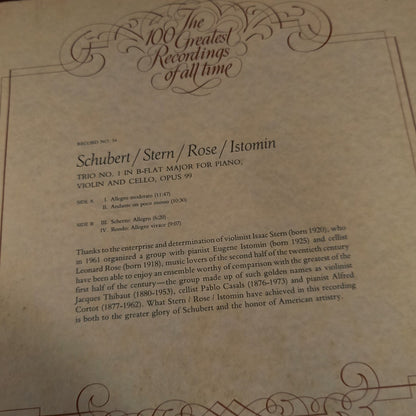 The
100 Greatest
Recordings
of all time
RECORD NO. 34
Schubert / Stern / Rose / Istomin
TRIO NO. 1 IN B-FLAT MAJOR FOR PIANO,
VIOLIN AND CELLO, OPUS 99
SIDE A I. Allegro moderato (11:47)
II. Andante un poco mosso (10:30)
SIDE B III. Scherzo: Allegro (6:20)
IV. Rondo: Allegro vivace (9:07)
Thanks to the enterprise and determination of violinist Isaac Stern (born 1920), who
in 1961 organized a group with pianist Eugene Istomin (born 1925) and cellist
Leonard Rose (born 1918), music lovers of the second half of the twentieth century
have been able to enjoy an ensemble worthy of comparison with the greatest of the
first half of the century—the group made up of such golden names as violinist
Jacques Thibaut (1880-1953), cellist Pablo Casals (1876-1973) and pianist Alfred
Cortot (1877-1962). What Stern / Rose / Istomin have achieved in this recording
is both to the greater glory of Schubert and the honor of American artistry.